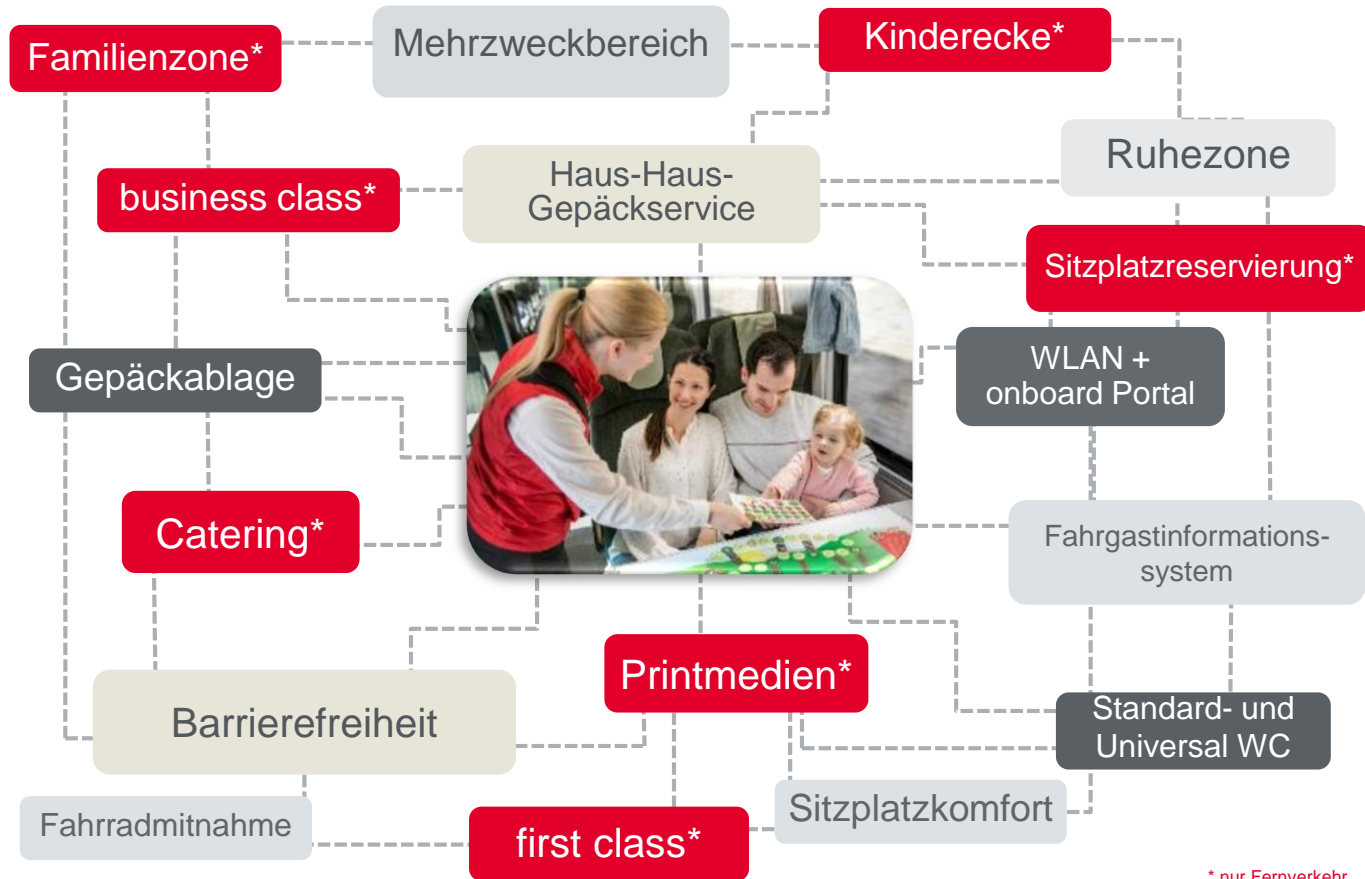 Familienzone*
Mehrzweckbereich
Kinderecke*
Ruhezone
business class*
Haus-Haus-
Gepäckservice
Sitzplatzreservierung*
Gepäckablage
WLAN +
onboard Portal
Catering*
Fahrgastinformations-
system
Printmedien*
Barrierefreiheit
Standard- und
Universal WC
Fahrradmitnahme
first class*
Sitzplatzkomfort
* nur Fernverkehr